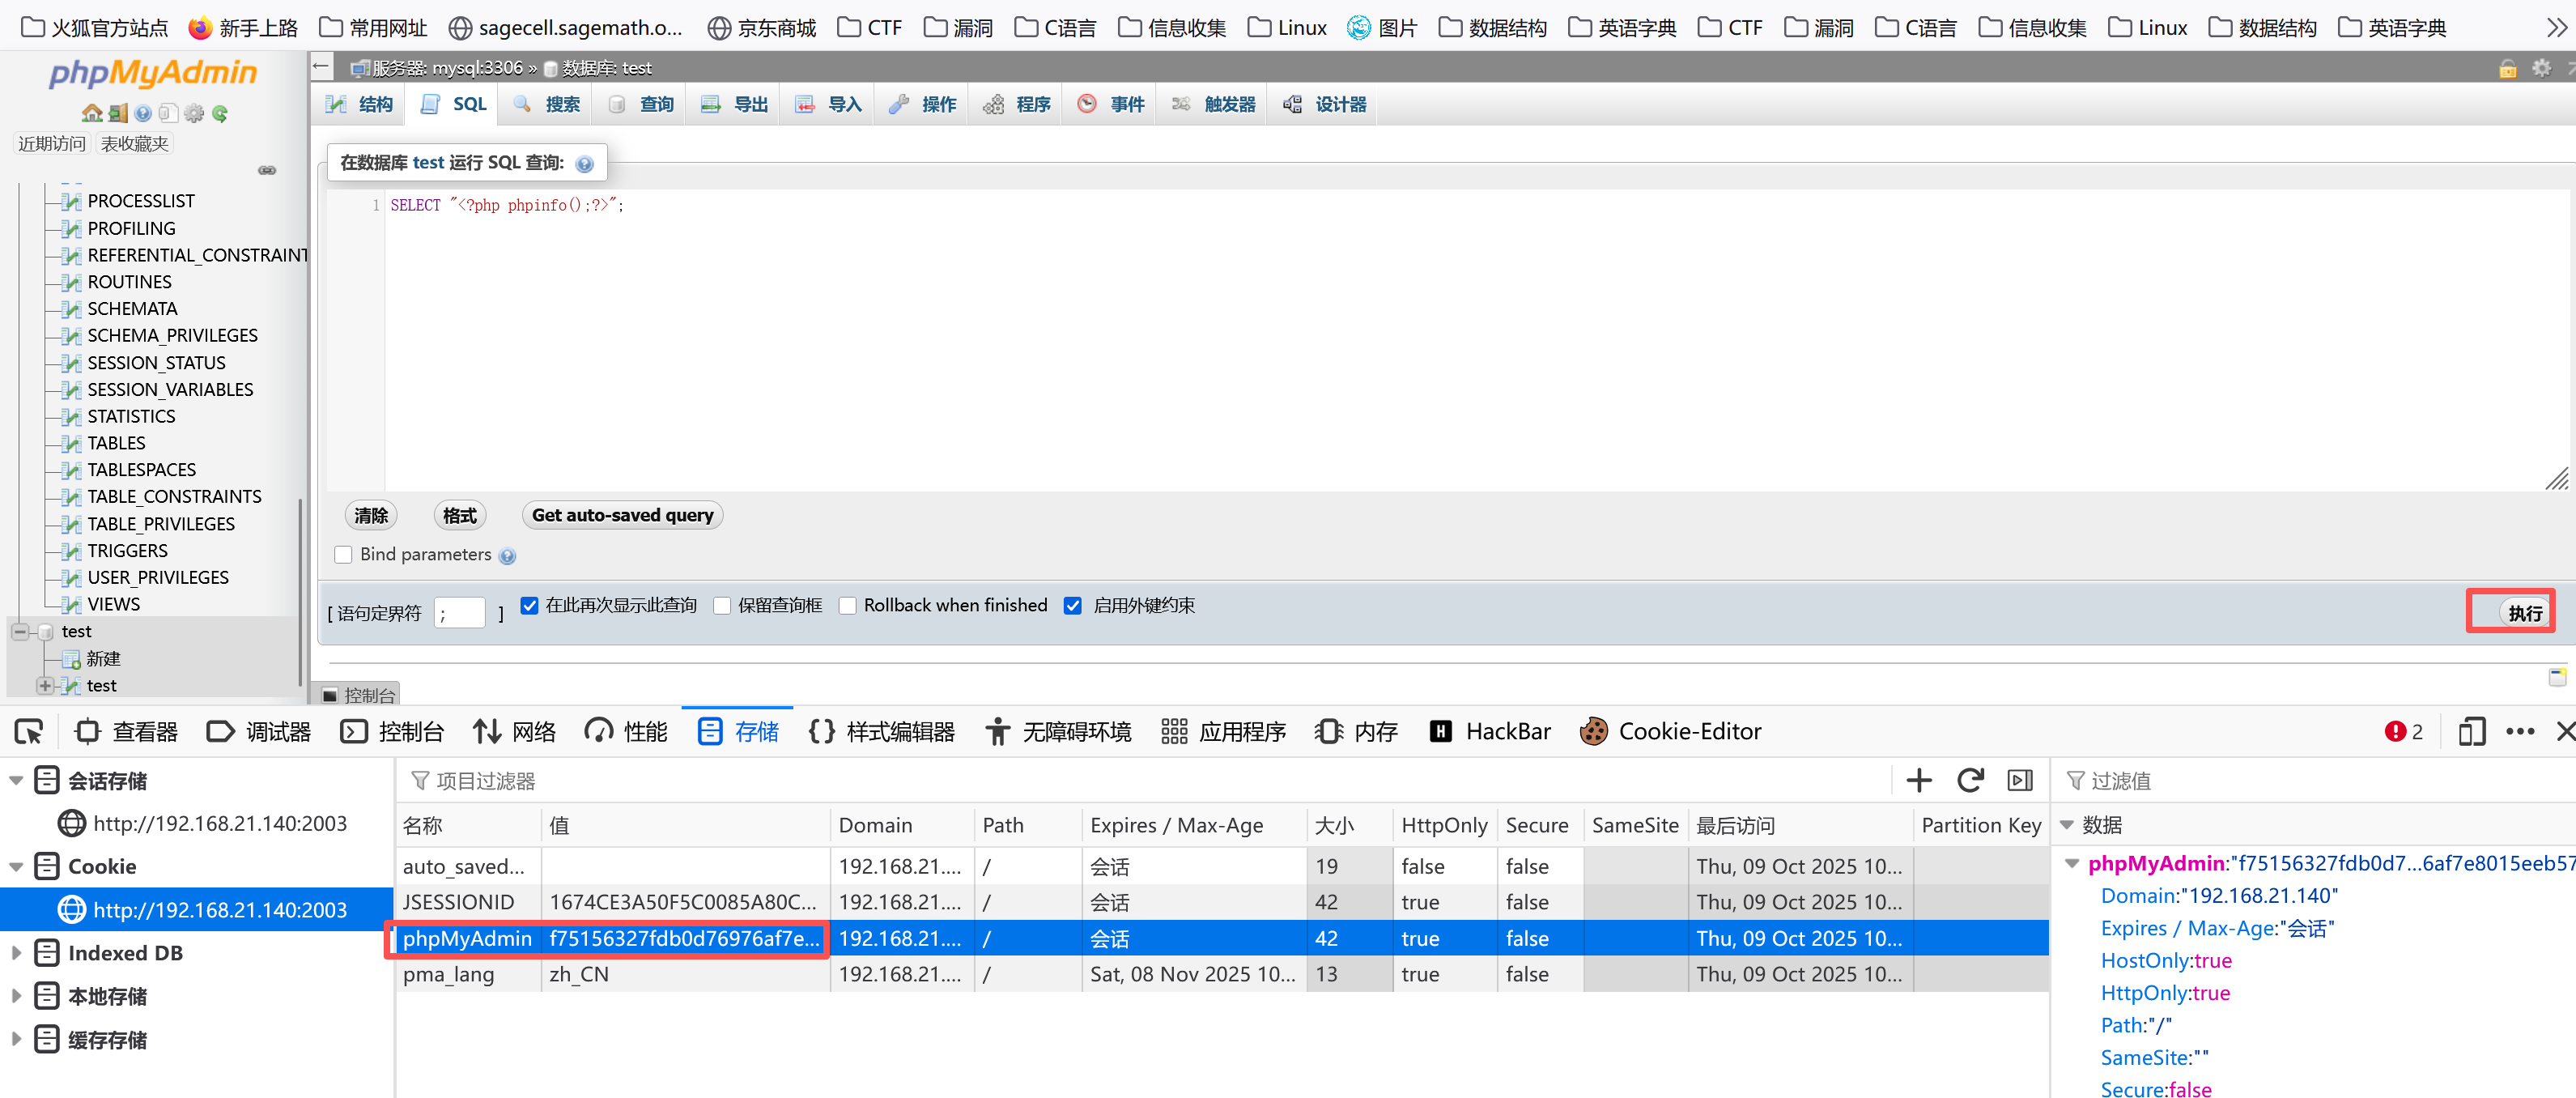 火狐官方站点 新手上路 常用网址 sagecell.sagemath.o... 京东商城 CTF 漏洞 C语言 信息收集 Linux 图片 数据结构 英语字典 CTF 漏洞 C语言 信息收集 Linux 数据结构 英语字典
phpMyAdmin
近期访问 表收藏夹
PROCESSLIST
PROFILING
REFERENTIAL_CONSTRAINT
ROUTINES
SCHEMATA
SCHEMA_PRIVILEGES
SESSION_STATUS
SESSION_VARIABLES
STATISTICS
TABLES
TABLESPACES
TABLE_CONSTRAINTS
TABLE_PRIVILEGES
TRIGGERS
USER_PRIVILEGES
VIEWS
test
新建
test
服务器: mysql:3306 » 数据库: test
结构 SQL 搜索 查询 导出 导入 操作 程序 事件 触发器 设计器
在数据库 test 运行 SQL 查询:
1 SELECT "<?php phpinfo();?>";
清除 格式 Get auto-saved query
Bind parameters
[ 语句定界符 ; ] 在此再次显示此查询 保留查询框 Rollback when finished 启用外键约束 执行
控制台
查看器 调试器 控制台 网络 性能 存储 样式编辑器 无障碍环境 应用程序 内存 HackBar Cookie-Editor 2
会话存储
http://192.168.21.140:2003
Cookie
http://192.168.21.140:2003
Indexed DB
本地存储
缓存存储
项目过滤器
名称 值 Domain Path Expires / Max-Age 大小 HttpOnly Secure SameSite 最后访问 Partition Key
auto_saved... 192.168.21.... / 会话 19 false false Thu, 09 Oct 2025 10...
JSESSIONID 1674CE3A50F5C0085A80C... 192.168.21.... / 会话 42 true false Thu, 09 Oct 2025 10...
phpMyAdmin f75156327fdb0d76976af7e... 192.168.21.... / 会话 42 true false Thu, 09 Oct 2025 10...
pma_lang zh_CN 192.168.21.... / Sat, 08 Nov 2025 10... 13 true false Thu, 09 Oct 2025 10...
过滤值
数据
phpMyAdmin:"f75156327fdb0d7...6af7e8015eeb57
Domain:"192.168.21.140"
Expires / Max-Age:"会话"
HostOnly:true
HttpOnly:true
Path:"/"
SameSite:""
Secure:false